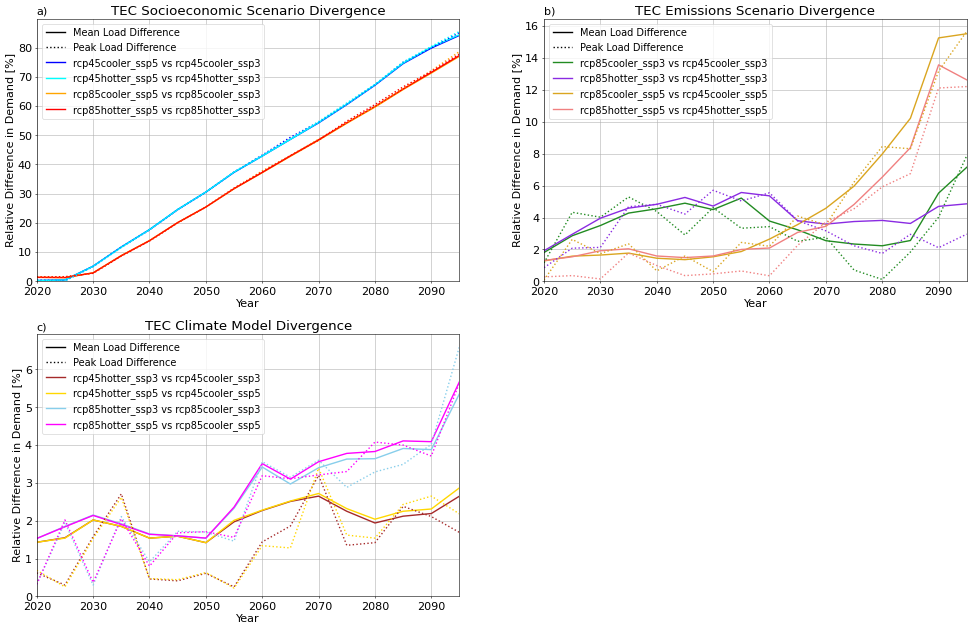 a)
TEC Socioeconomic Scenario Divergence
Mean Load Difference
Peak Load Difference
rcp45cooler_ssp5 vs rcp45cooler_ssp3
rcp45hotter_ssp5 vs rcp45hotter_ssp3
rcp85cooler_ssp5 vs rcp85cooler_ssp3
rcp85hotter_ssp5 vs rcp85hotter_ssp3
Relative Difference in Demand [%]
80
70
60
50
40
30
20
10
0
2020 2030 2040 2050 2060 2070 2080 2090
Year
b)
TEC Emissions Scenario Divergence
Mean Load Difference
Peak Load Difference
rcp85cooler_ssp3 vs rcp45cooler_ssp3
rcp85hotter_ssp3 vs rcp45hotter_ssp3
rcp85cooler_ssp5 vs rcp45cooler_ssp5
rcp85hotter_ssp5 vs rcp45hotter_ssp5
Relative Difference in Demand [%]
16
14
12
10
8
6
4
2
0
2020 2030 2040 2050 2060 2070 2080 2090
Year
c)
TEC Climate Model Divergence
Mean Load Difference
Peak Load Difference
rcp45hotter_ssp3 vs rcp45cooler_ssp3
rcp45hotter_ssp5 vs rcp45cooler_ssp5
rcp85hotter_ssp3 vs rcp85cooler_ssp3
rcp85hotter_ssp5 vs rcp85cooler_ssp5
Relative Difference in Demand [%]
6
5
4
3
2
1
0
2020 2030 2040 2050 2060 2070 2080 2090
Year